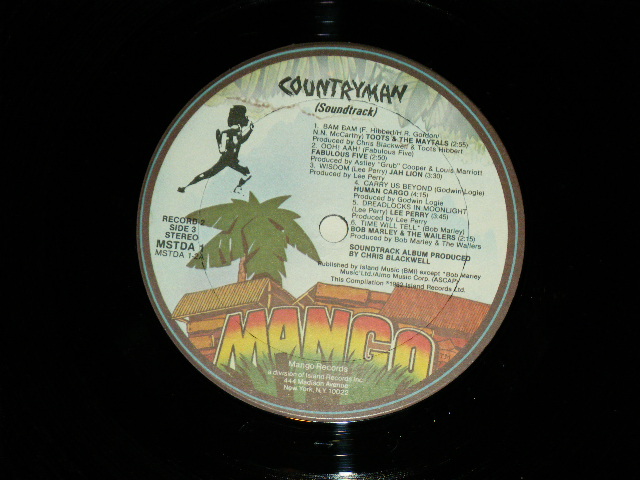 COUNTRYMAN
(Soundtrack)
1. BAM BAM (F. Hibbert/H.R. Gordon/
N.N. McCarthy) TOOTS & THE MAYTALS (2:55)
Produced by Chris Blackwell & Toots Hibbert
2. OOH! AAH! (Fabulous Five)
FABULOUS FIVE (2:50)
Produced by Astley "Grub" Cooper & Louis Marriott
3. WISDOM (Lee Perry) JAH LION (3:30)
Produced by Lee Perry
4. CARRY US BEYOND (Godwin Logie)
HUMAN CARGO (4:15)
Produced by Godwin Logie
5. DREADLOCKS IN MOONLIGHT
(Lee Perry) LEE PERRY (3:45)
Produced by Lee Perry
6. "TIME WILL TELL" (Bob Marley)
BOB MARLEY & THE WAILERS (2:15)
Produced by Bob Marley & The Wailers
RECORD 2
SIDE 3
STEREO
MSTDA 1
MSTDA 1-2A
SOUNDTRACK ALBUM PRODUCED
BY CHRIS BLACKWELL
Published by Island Music (BMI) except "Bob Marley
Music Ltd./Almo Music Corp. (ASCAP)
This Compilation ℗1982 Island Records Ltd.
MANGO
Mango Records
a division of Island Records Inc.
444 Madison Avenue
New York, N.Y. 10022